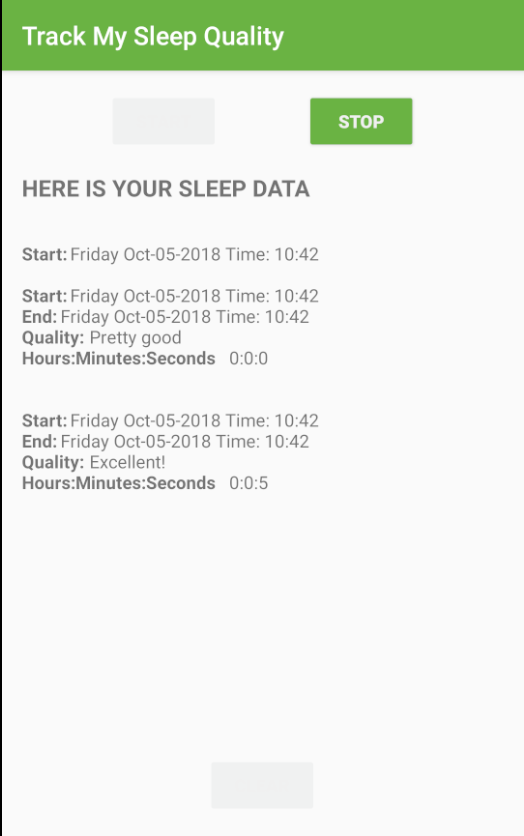 Track My Sleep Quality
STOP
HERE IS YOUR SLEEP DATA
Start: Friday Oct-05-2018 Time: 10:42
Start: Friday Oct-05-2018 Time: 10:42
End: Friday Oct-05-2018 Time: 10:42
Quality: Pretty good
Hours:Minutes:Seconds 0:0:0
Start: Friday Oct-05-2018 Time: 10:42
End: Friday Oct-05-2018 Time: 10:42
Quality: Excellent!
Hours:Minutes:Seconds 0:0:5